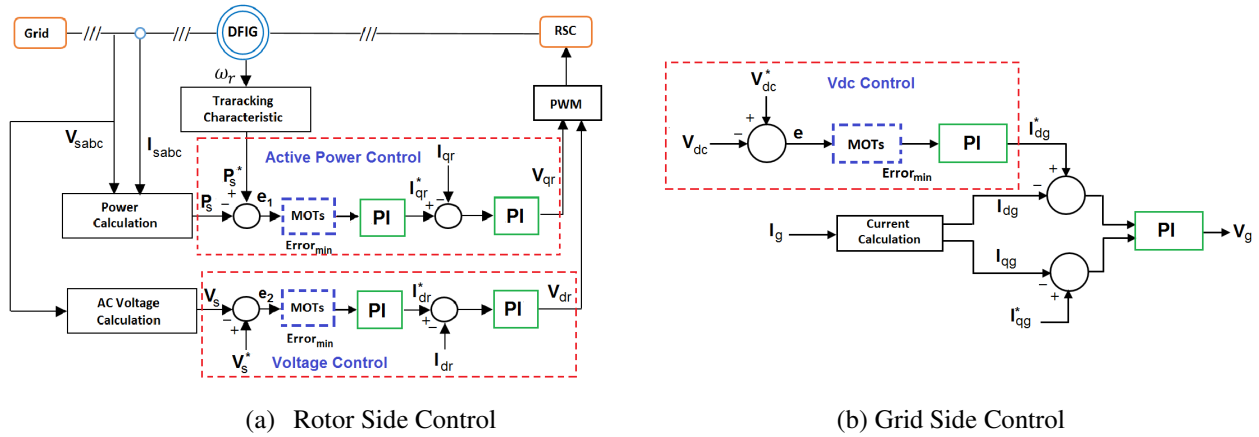 Grid
DFIG
RSC
ωr
Traracking
Characteristic
PWM
Vsabc
Isabc
Active Power Control
Iqr
Vqr
Ps*
Iqr*
+
−
e1
MOTs
PI
+
−
PI
Power
Calculation
Ps
Errormin
AC Voltage
Calculation
Vs
−
+
e2
MOTs
PI
Idr*
+
−
PI
Vdr
Errormin
Vs*
Voltage Control
Idr
(a) Rotor Side Control
Vdc*
Vdc Control
+
−
Vdc
e
MOTs
PI
Idg*
Errormin
+
−
Idg
Ig
Current
Calculation
PI
Vg
Iqg
−
+
Iqg*
(b) Grid Side Control